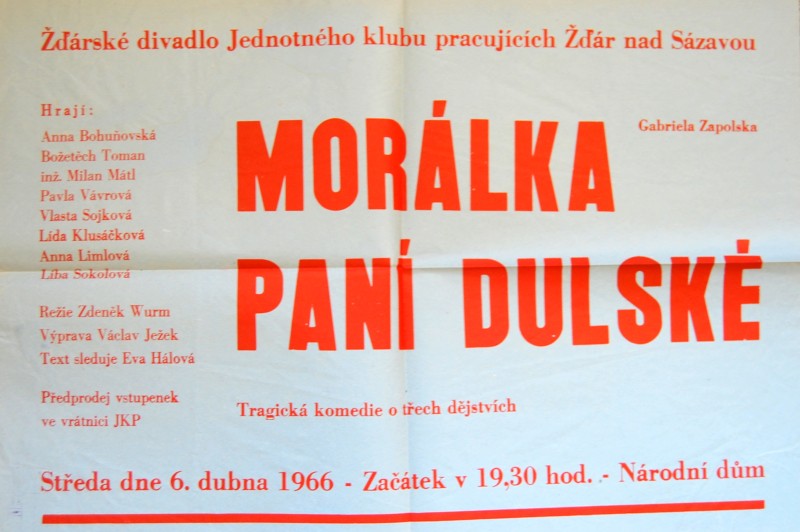 Žďárské divadlo Jednotného klubu pracujících Žďár nad Sázavou
Hrají:
Anna Bohuňovská
Božetěch Toman
inž. Milan Mátl
Pavla Vávrová
Vlasta Sojková
Lída Klusáčková
Anna Limlová
Liba Sokolová
Režie Zdeněk Wurm
Výprava Václav Ježek
Text sleduje Eva Hálová
Předprodej vstupenek
ve vrátnici JKP
Gabriela Zapolska
MORÁLKA
PANÍ DULSKÉ
Tragická komedie o třech dějstvích
Středa dne 6. dubna 1966 - Začátek v 19,30 hod. - Národní dům